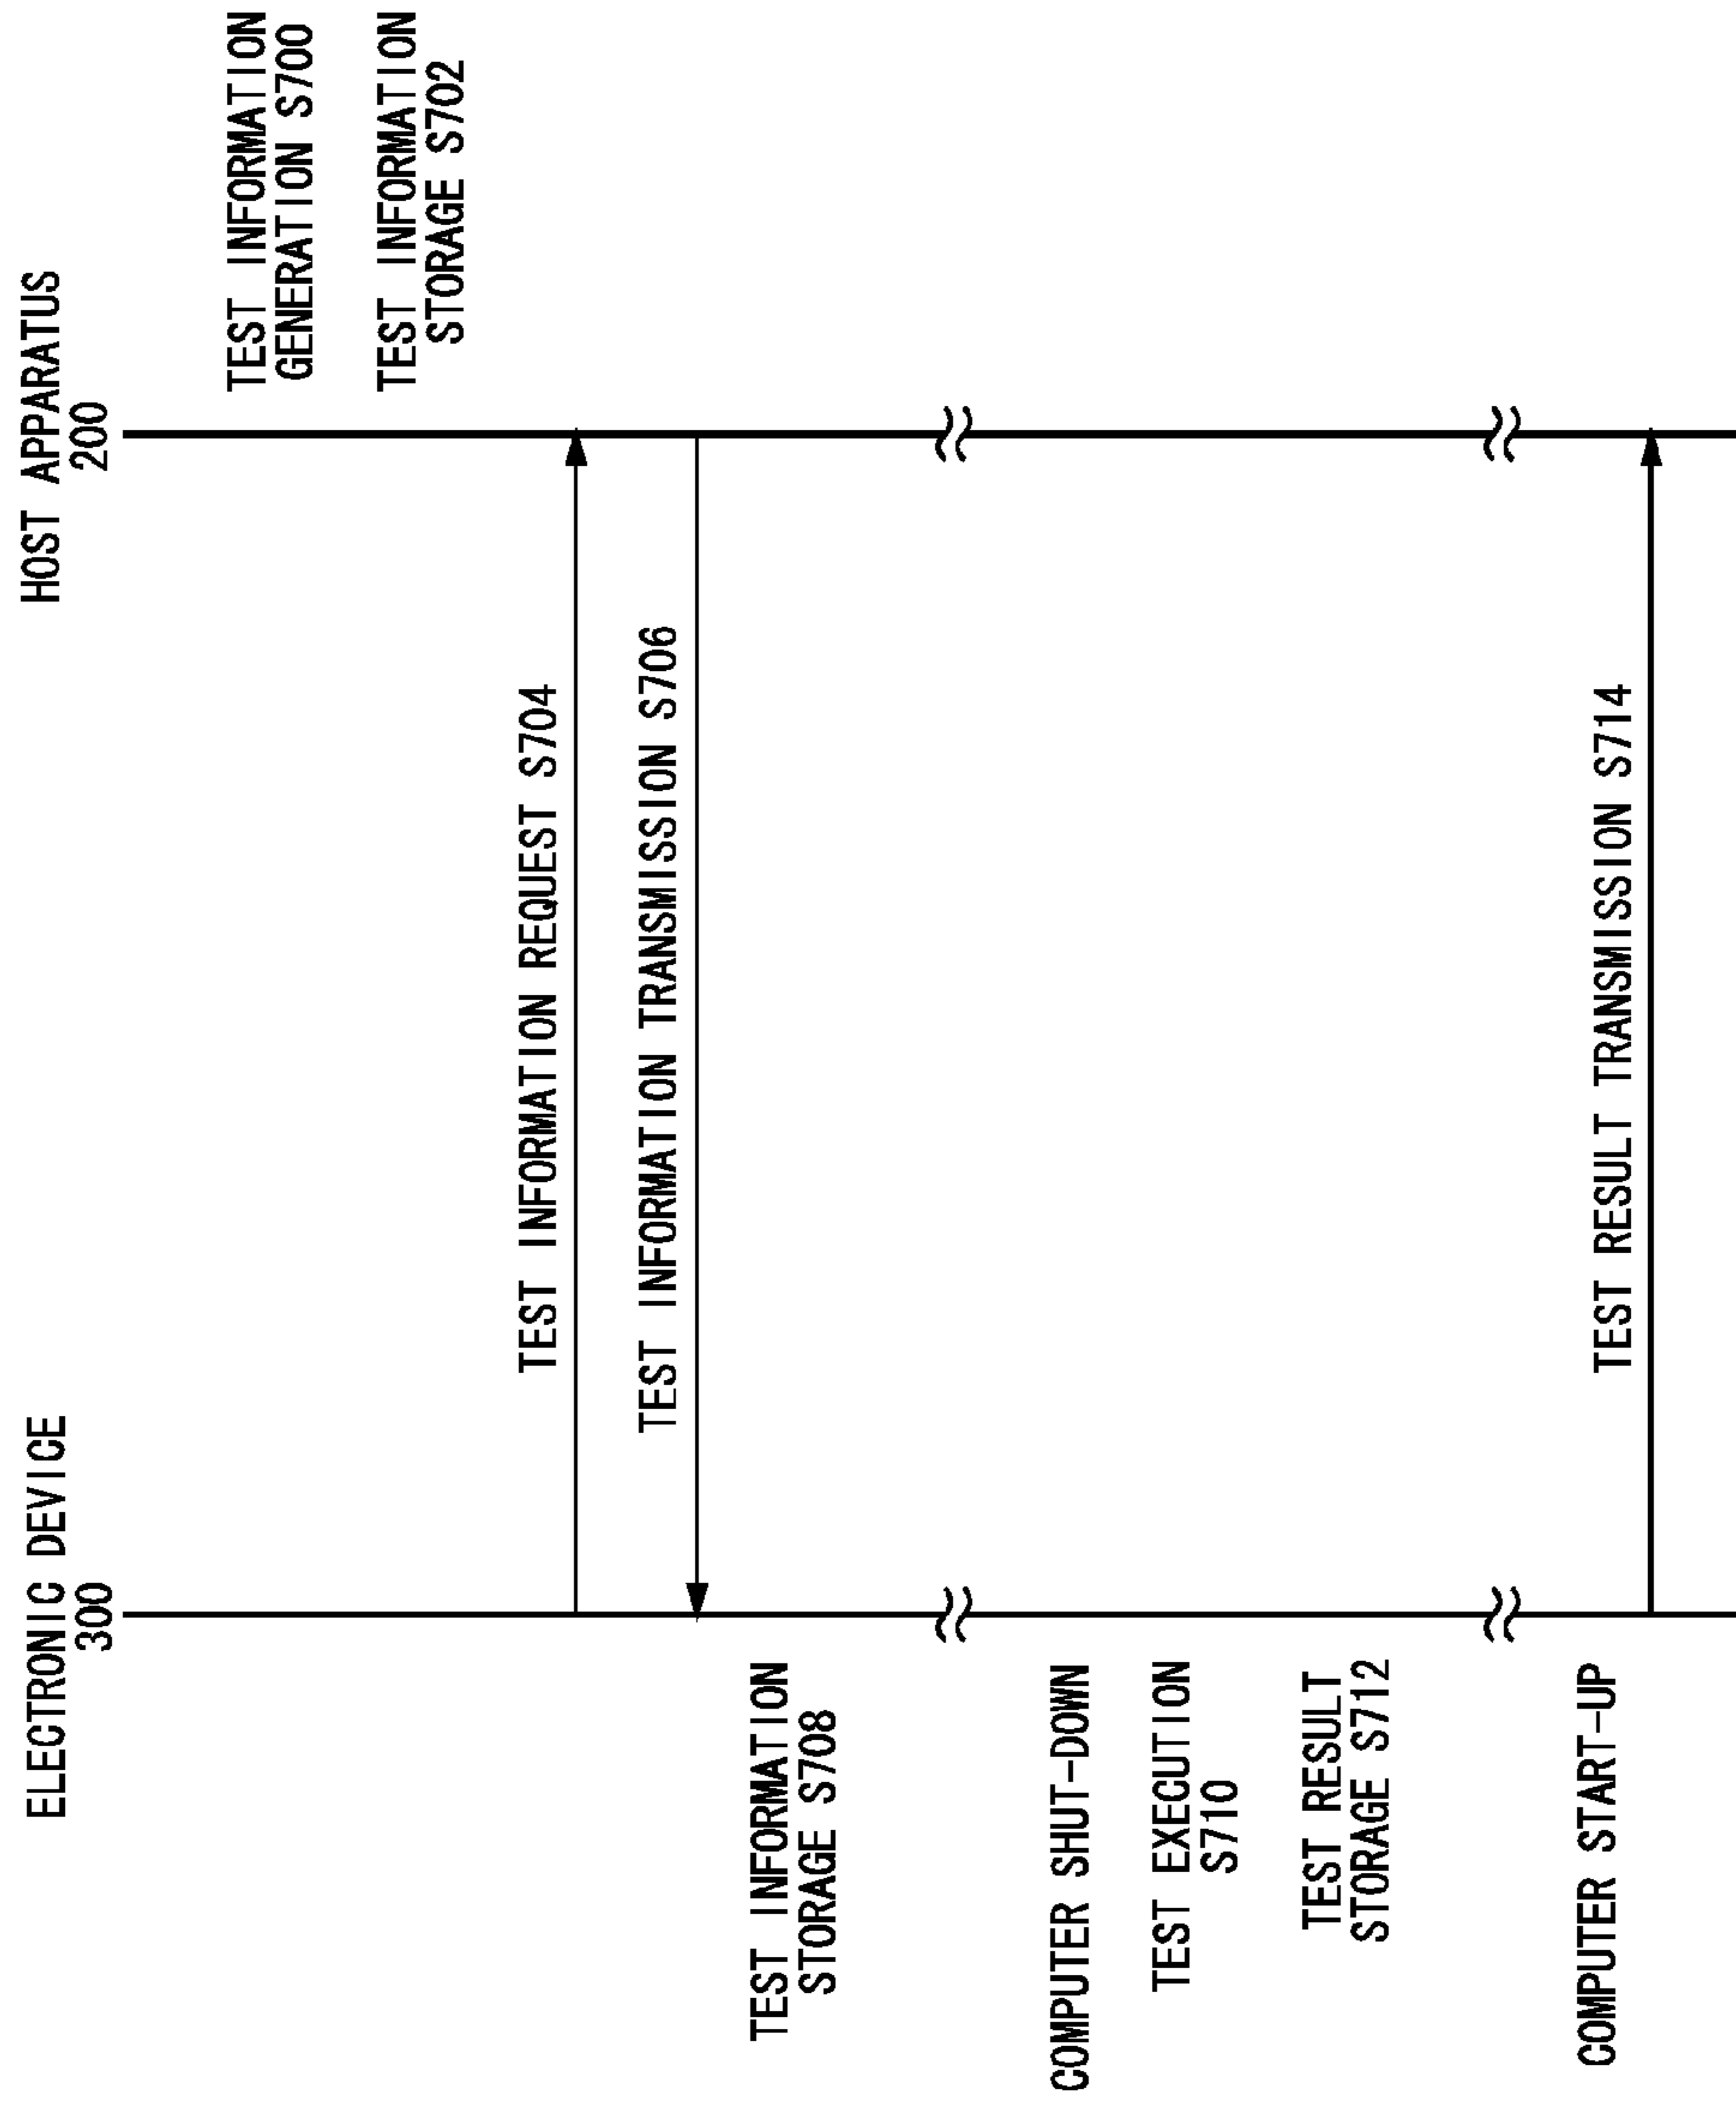 ELECTRONIC DEVICE
300
HOST APPARATUS
200
TEST INFORMATION
GENERATION S700
TEST INFORMATION
STORAGE S702
TEST INFORMATION REQUEST S704
TEST INFORMATION TRANSMISSION S706
TEST INFORMATION
STORAGE S708
COMPUTER SHUT-DOWN
TEST EXECUTION
S710
TEST RESULT
STORAGE S712
COMPUTER START-UP
TEST RESULT TRANSMISSION S714